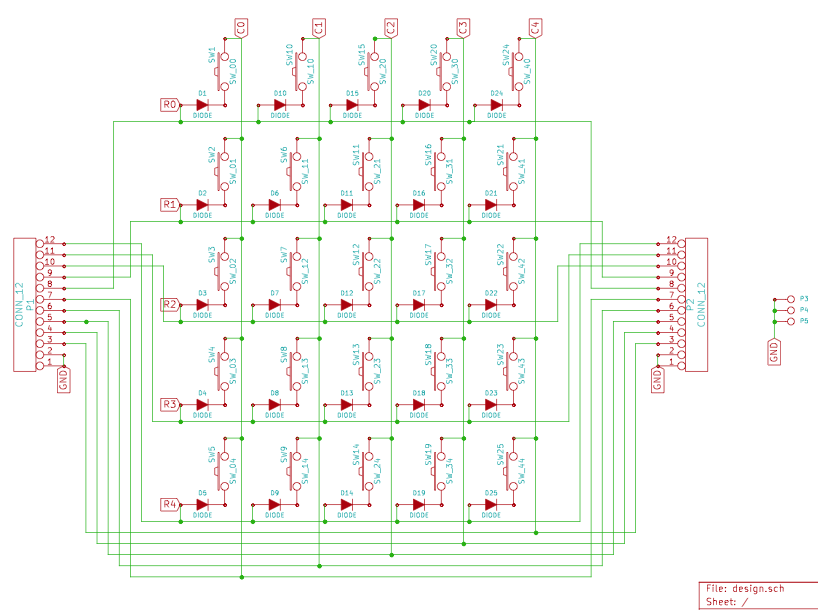 C0
C1
C2
C3
C4
SW1
SW_00
SW10
SW_10
SW15
SW_20
SW20
SW_30
SW24
SW_40
R0
D1
DIODE
D10
DIODE
D15
DIODE
D20
DIODE
D24
DIODE
SW2
SW_01
SW6
SW_11
SW11
SW_21
SW16
SW_31
SW21
SW_41
R1
D2
DIODE
D6
DIODE
D11
DIODE
D16
DIODE
D21
DIODE
SW3
SW_02
SW7
SW_12
SW12
SW_22
SW17
SW_32
SW22
SW_42
R2
D3
DIODE
D7
DIODE
D12
DIODE
D17
DIODE
D22
DIODE
SW4
SW_03
SW8
SW_13
SW13
SW_23
SW18
SW_33
SW23
SW_43
R3
D4
DIODE
D8
DIODE
D13
DIODE
D18
DIODE
D23
DIODE
SW5
SW_04
SW9
SW_14
SW14
SW_24
SW19
SW_34
SW25
SW_44
R4
D5
DIODE
D9
DIODE
D14
DIODE
D19
DIODE
D25
DIODE
CONN_12
P1
12
11
10
9
8
7
6
5
4
3
2
1
GND
12
11
10
9
8
7
6
5
4
3
2
1
P2
CONN_12
GND
P3
P4
P5
GND
File: design.sch
Sheet: /